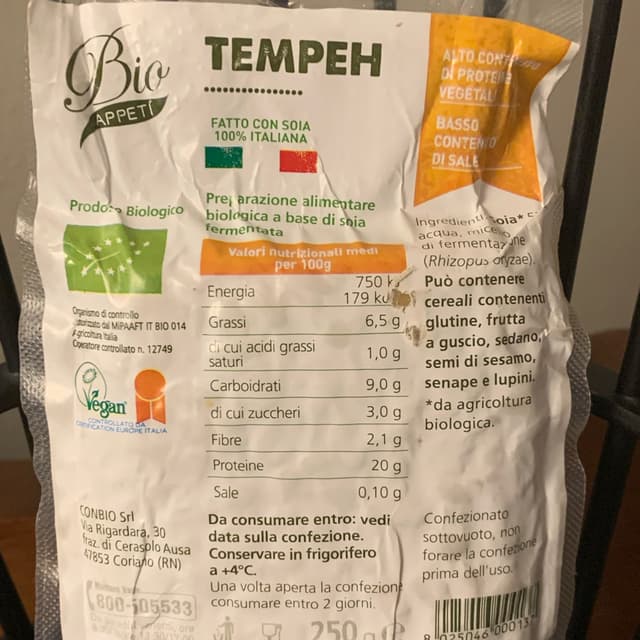 Bio
APPETÍ
TEMPEH
FATTO CON SOIA
100% ITALIANA
ALTO
DI PROTEINE
VEGETALI
BASSO
CONTENUTO
DI SALE
Prodotto Biologico
Preparazione alimentare
biologica a base di soia
fermentata
Organismo di controllo
autorizzato dal MiPAAFT IT BIO 014
Agricoltura Italia
Operatore controllato n. 12749
Vegan
CONTROLLATO DA
CERTIFICATION EUROPE ITALIA
Valori nutrizionali medi
per 100g
Energia 750
179
Grassi 6,5 g
di cui acidi grassi
saturi 1,0 g
Carboidrati 9,0 g
di cui zuccheri 3,0 g
Fibre 2,1 g
Proteine 20 g
Sale 0,10 g
Ingredienti: soia*
acqua,
di fermentazione
(Rhizopus oryzae).
Può contenere
cereali contenenti
glutine, frutta
a guscio, sedano,
semi di sesamo,
senape e lupini.
*da agricoltura
biologica.
CONBIO Srl
Via Rigardara, 30
fraz. di Cerasolo Ausa
47853 Coriano (RN)
800-505533
Da consumare entro: vedi
data sulla confezione.
Conservare in frigorifero
a +4°C.
Una volta aperta la confezione
consumare entro 2 giorni.
250 g e
Confezionato
sottovuoto, non
forare la confezione
prima dell'uso.